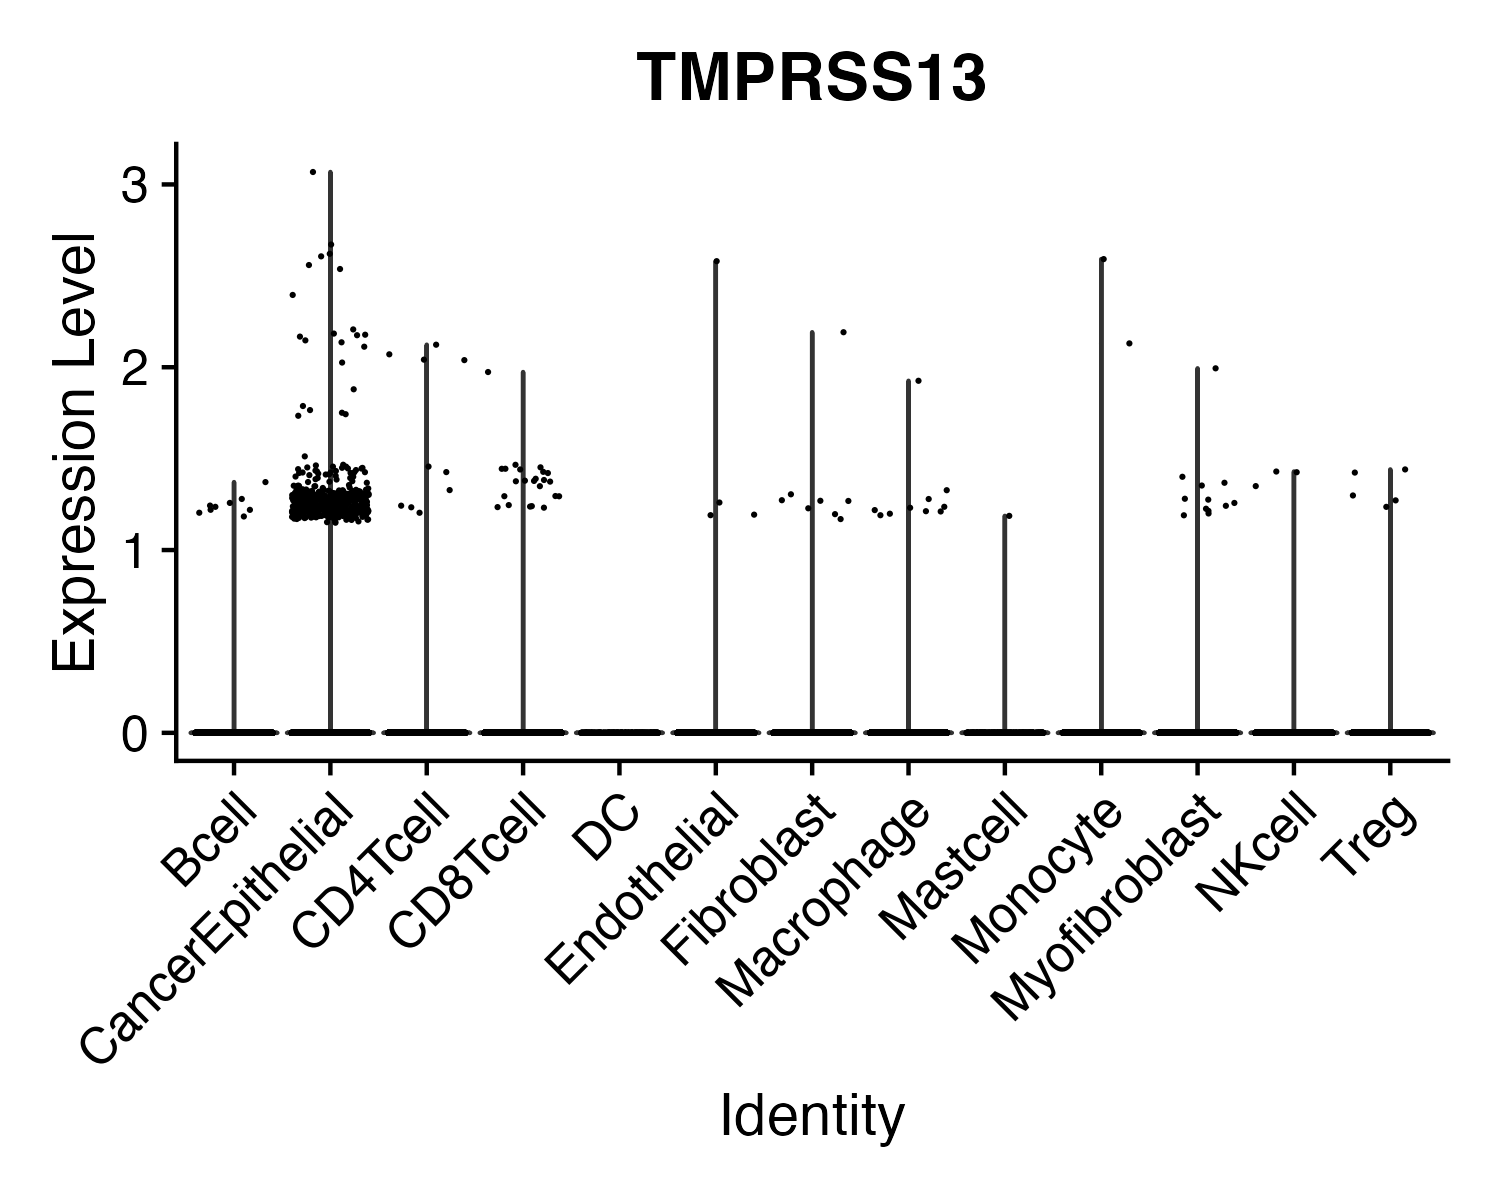 TMPRSS13
Expression Level
3
2
1
0
Bcell
CancerEpithelial
CD4Tcell
CD8Tcell
DC
Endothelial
Fibroblast
Macrophage
Mastcell
Monocyte
Myofibroblast
NKcell
Treg
Identity